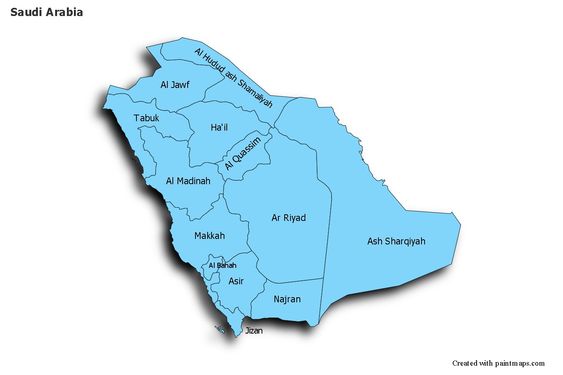 Saudi Arabia
Al Hudud ash Shamaliyah
Al Jawf
Tabuk
Ha'il
Al Quassim
Al Madinah
Ar Riyad
Makkah
Ash Sharqiyah
Al Bahah
Asir
Najran
Jizan
Created with paintmaps.com